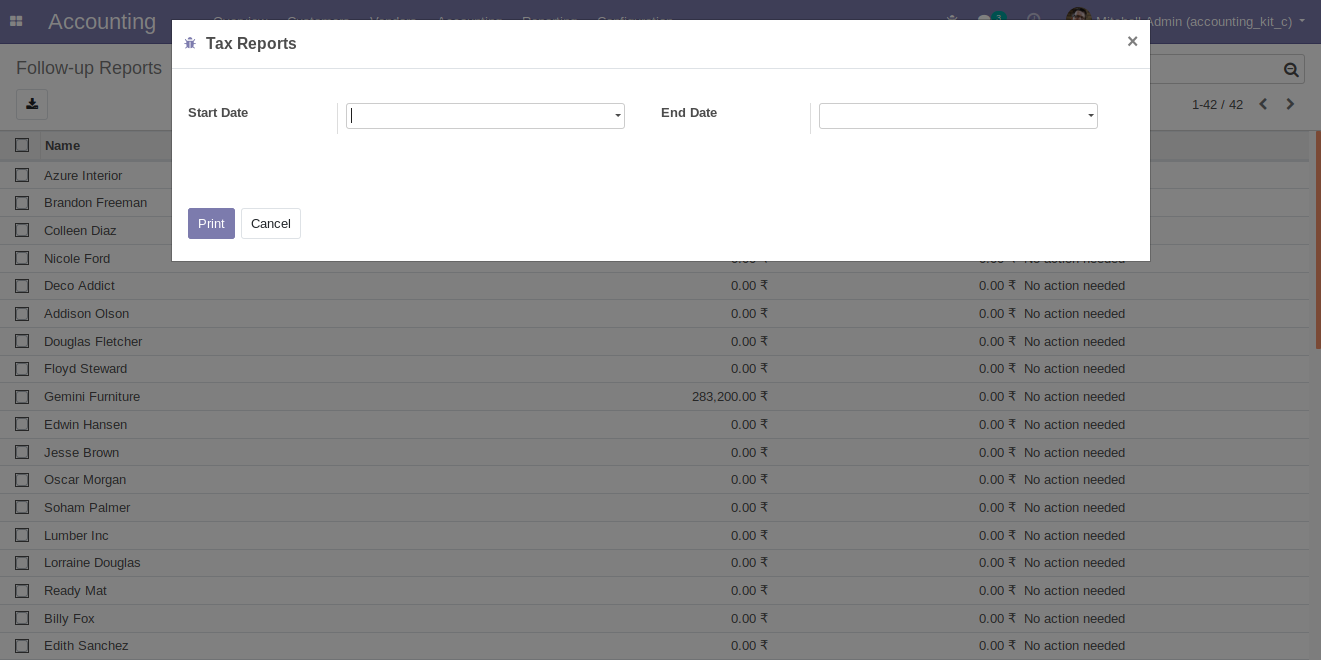 Accounting Overview Customers Vendors Accounting Reporting Configuration 3 Mitchell Admin (accounting_kit_c)
Tax Reports ×
Follow-up Reports
Start Date End Date
1-42 / 42
Name
Azure Interior
Brandon Freeman
Print Cancel
Colleen Diaz
Nicole Ford 0.00 ₹ 0.00 ₹ No action needed
Deco Addict 0.00 ₹ 0.00 ₹ No action needed
Addison Olson 0.00 ₹ 0.00 ₹ No action needed
Douglas Fletcher 0.00 ₹ 0.00 ₹ No action needed
Floyd Steward 0.00 ₹ 0.00 ₹ No action needed
Gemini Furniture 283,200.00 ₹ 0.00 ₹ No action needed
Edwin Hansen 0.00 ₹ 0.00 ₹ No action needed
Jesse Brown 0.00 ₹ 0.00 ₹ No action needed
Oscar Morgan 0.00 ₹ 0.00 ₹ No action needed
Soham Palmer 0.00 ₹ 0.00 ₹ No action needed
Lumber Inc 0.00 ₹ 0.00 ₹ No action needed
Lorraine Douglas 0.00 ₹ 0.00 ₹ No action needed
Ready Mat 0.00 ₹ 0.00 ₹ No action needed
Billy Fox 0.00 ₹ 0.00 ₹ No action needed
Edith Sanchez 0.00 ₹ 0.00 ₹ No action needed